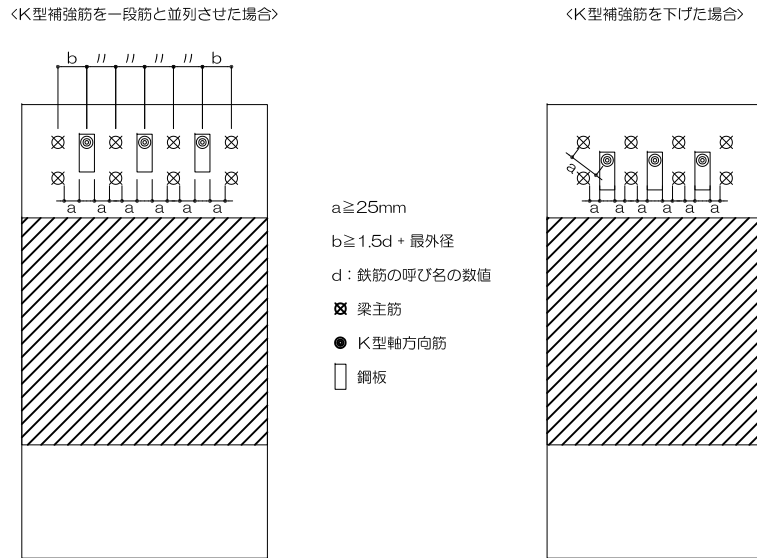 <K型補強筋を一段筋と並列させた場合>
b 〃 〃 〃 〃 b
a a a a a a
a≧25mm
b≧1.5d + 最外径
d：鉄筋の呼び名の数値
梁主筋
K型軸方向筋
鋼板
<K型補強筋を下げた場合>
a
a a a a a a